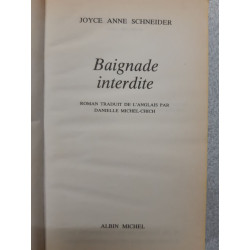 JOYCE ANNE SCHNEIDER
Baignade
interdite
ROMAN TRADUIT DE L'ANGLAIS PAR
DANIELLE MICHEL-CHICH
ALBIN MICHEL